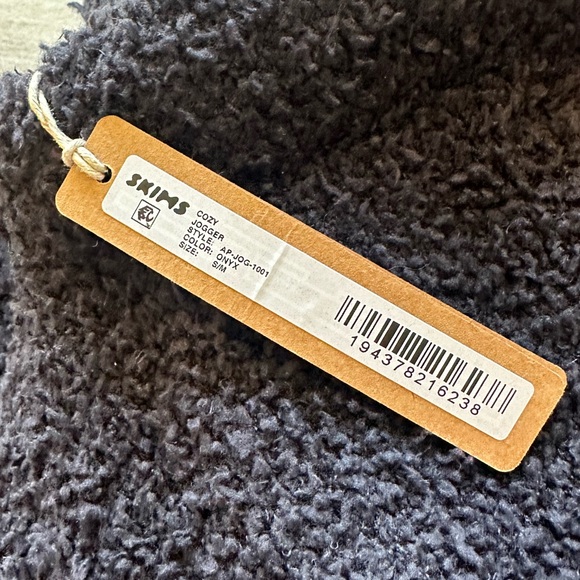 SKIMS
COZY
JOGGER
STYLE: AP-JOG-1001
COLOR: ONYX
SIZE: S/M
194378216238